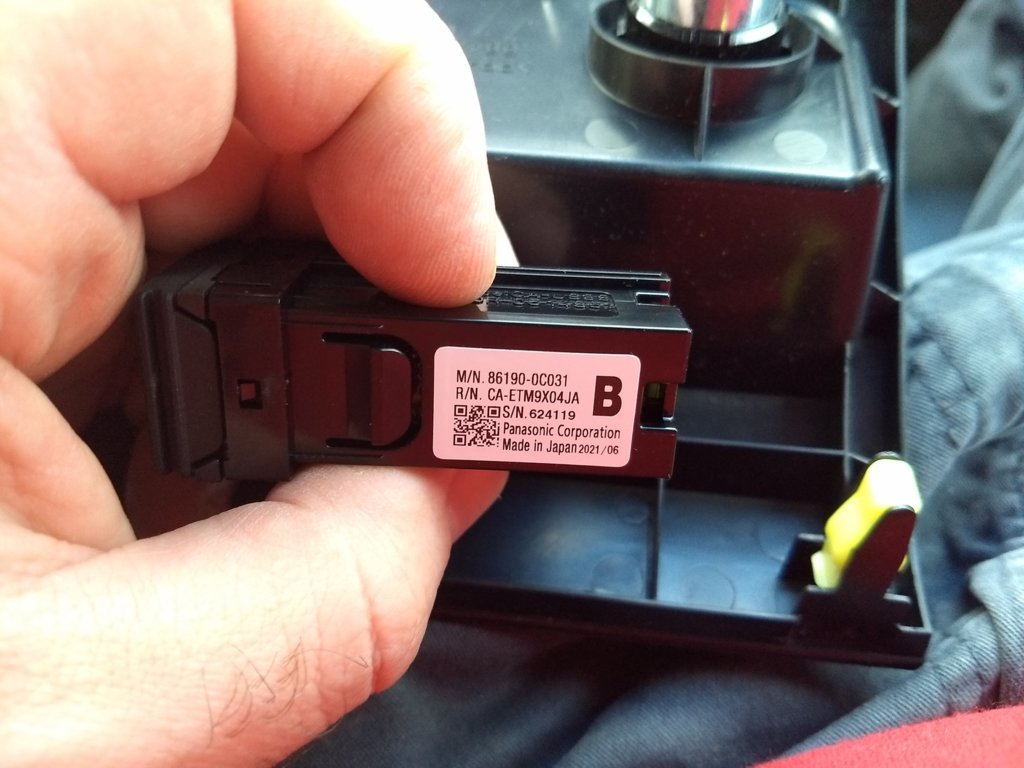 M/N. 86190-0C031
R/N. CA-ETM9X04JA
B
S/N. 624119
Panasonic Corporation
Made in Japan 2021/06